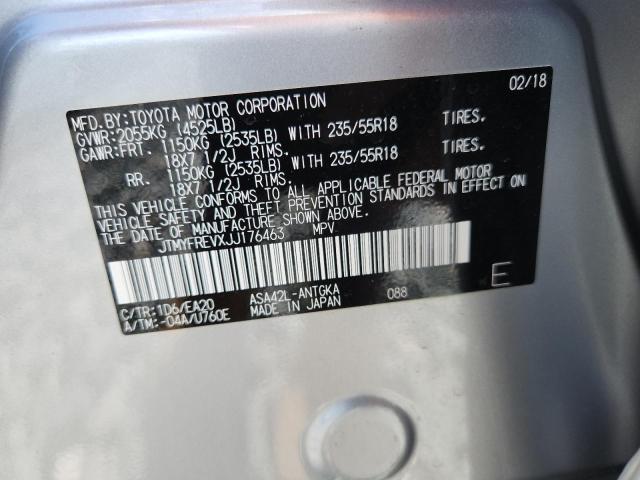 02/18
MFD.BY:TOYOTA MOTOR CORPORATION
GVWR:2055KG (4525LB)
GAWR:FRT. 1150KG (2535LB) WITH 235/55R18 TIRES.
18X7 1/2J RIMS.
RR. 1150KG (2535LB) WITH 235/55R18 TIRES.
18X7 1/2J RIMS.
THIS VEHICLE CONFORMS TO ALL APPLICABLE FEDERAL MOTOR
VEHICLE SAFETY AND THEFT PREVENTION STANDARDS IN EFFECT ON
THE DATE OF MANUFACTURE SHOWN ABOVE.
JTMYFREVXJJ176463 MPV
E
C/TR:1D6/EA20 ASA42L-ANTGKA 088
A/TM:-04A/U760E MADE IN JAPAN